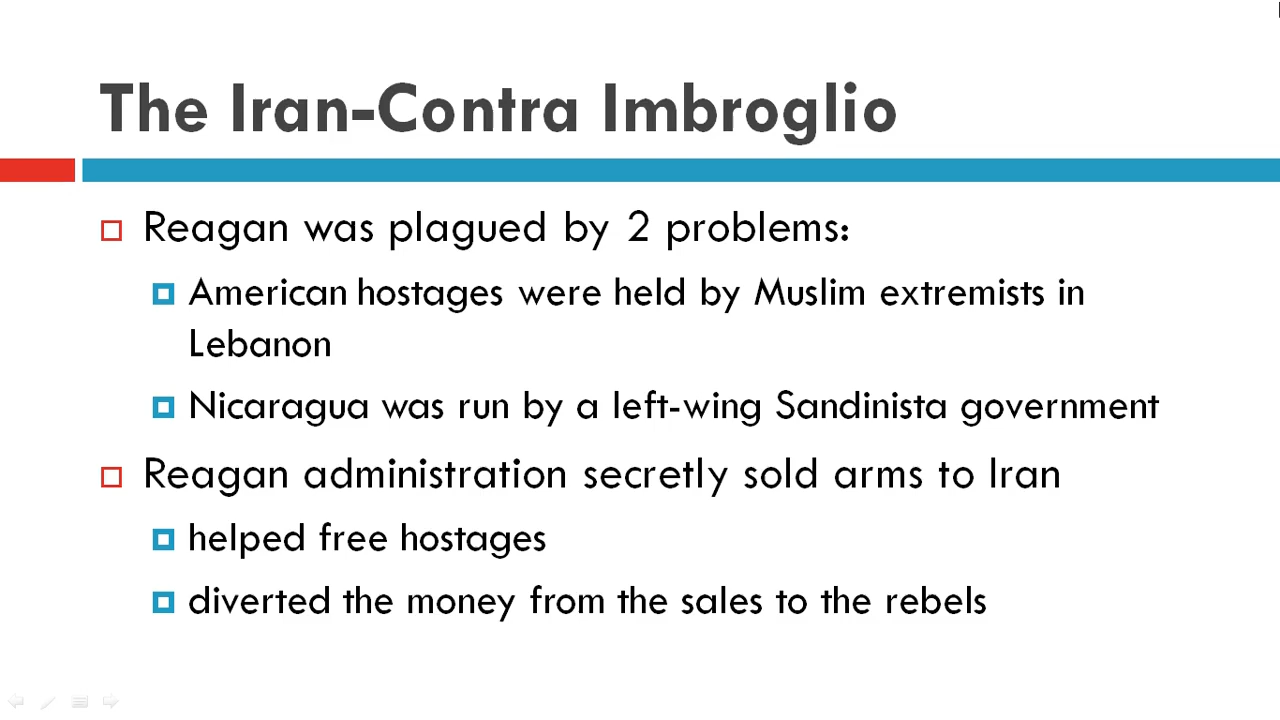 The Iran-Contra Imbroglio
Reagan was plagued by 2 problems:
American hostages were held by Muslim extremists in
Lebanon
Nicaragua was run by a left-wing Sandinista government
Reagan administration secretly sold arms to Iran
helped free hostages
diverted the money from the sales to the rebels